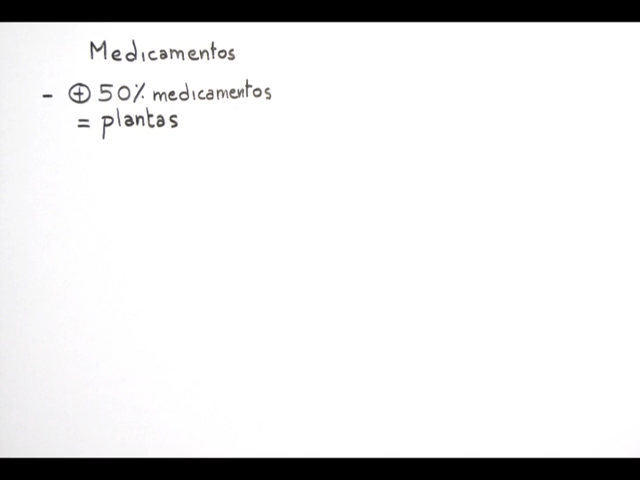 Medicamentos
- ⊕ 50% medicamentos
= plantas